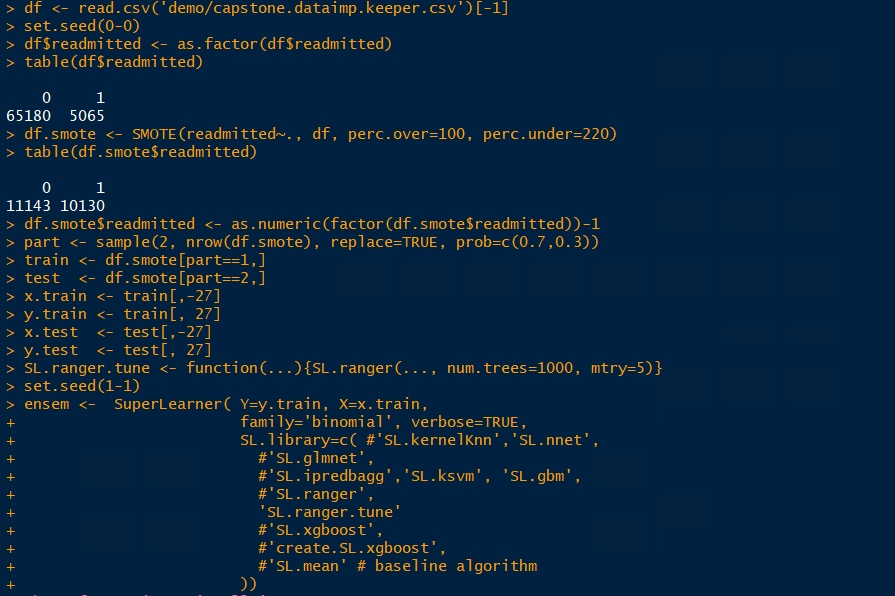 > df <- read.csv('demo/capstone.dataimp.keeper.csv')[-1]
> set.seed(0-0)
> df$readmitted <- as.factor(df$readmitted)
> table(df$readmitted)
    0     1
65180  5065
> df.smote <- SMOTE(readmitted~., df, perc.over=100, perc.under=220)
> table(df.smote$readmitted)
    0     1
11143 10130
> df.smote$readmitted <- as.numeric(factor(df.smote$readmitted))-1
> part <- sample(2, nrow(df.smote), replace=TRUE, prob=c(0.7,0.3))
> train <- df.smote[part==1,]
> test  <- df.smote[part==2,]
> x.train <- train[,-27]
> y.train <- train[, 27]
> x.test  <- test[,-27]
> y.test  <- test[, 27]
> SL.ranger.tune <- function(...){SL.ranger(..., num.trees=1000, mtry=5)}
> set.seed(1-1)
> ensem <-  SuperLearner( Y=y.train, X=x.train,
+                         family='binomial', verbose=TRUE,
+                         SL.library=c( #'SL.kernelKnn','SL.nnet',
+                           #'SL.glmnet',
+                           #'SL.ipredbagg','SL.ksvm', 'SL.gbm',
+                           #'SL.ranger',
+                           'SL.ranger.tune'
+                           #'SL.xgboost',
+                           #'create.SL.xgboost',
+                           #'SL.mean' # baseline algorithm
+                         ))